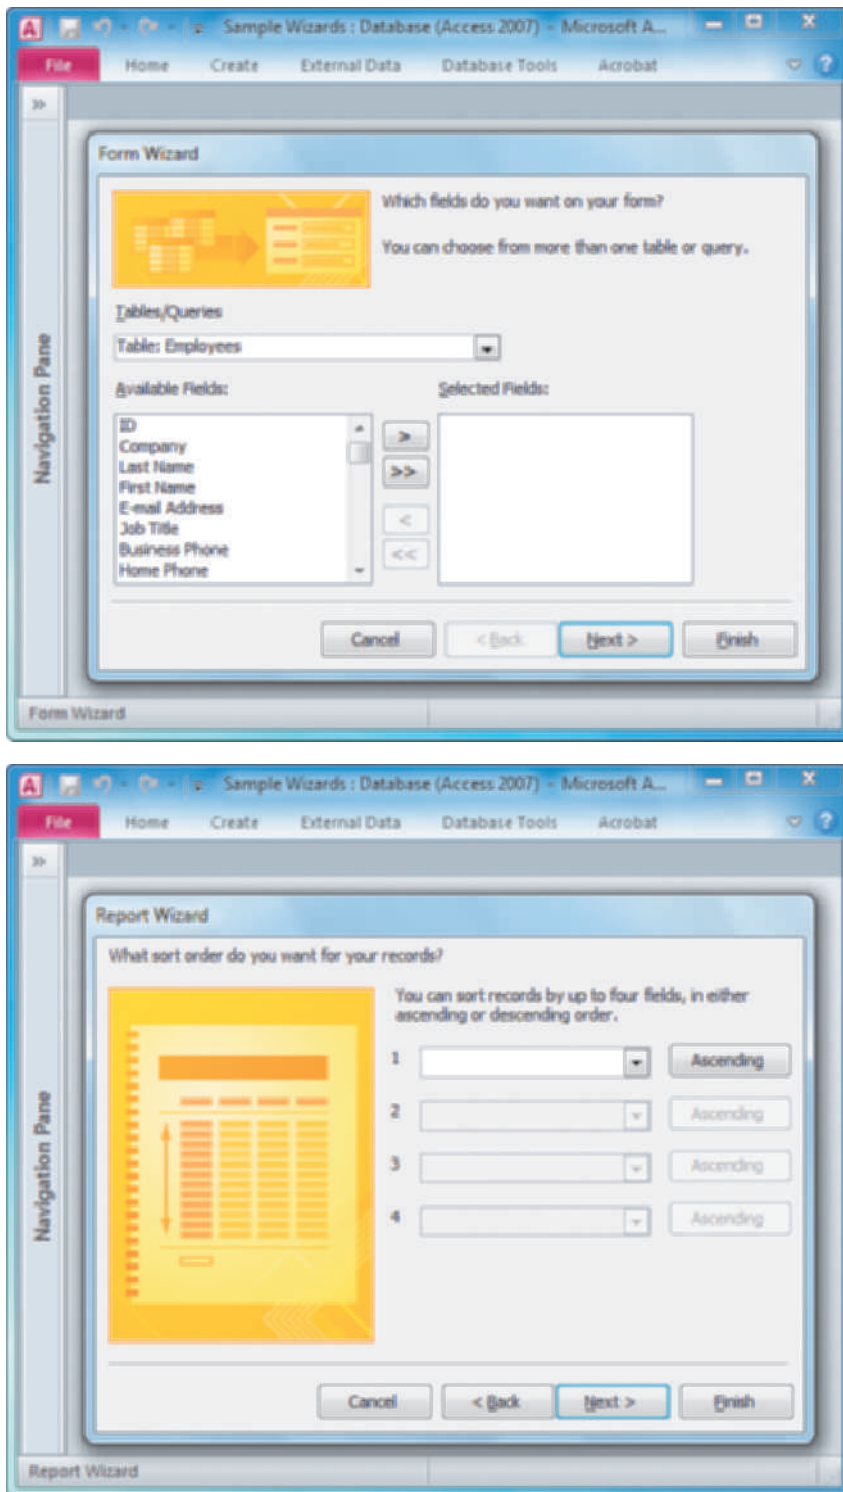 Sample Wizards : Database (Access 2007) - Microsoft A...
File Home Create External Data Database Tools Acrobat
Navigation Pane
Form Wizard
Which fields do you want on your form?
You can choose from more than one table or query.
Tables/Queries
Table: Employees
Available Fields: Selected Fields:
ID
Company
Last Name
First Name
E-mail Address
Job Title
Business Phone
Home Phone
>
>>
<
<<
Cancel < Back Next > Finish
Form Wizard
Sample Wizards : Database (Access 2007) - Microsoft A...
File Home Create External Data Database Tools Acrobat
Navigation Pane
Report Wizard
What sort order do you want for your records?
You can sort records by up to four fields, in either
ascending or descending order.
1 Ascending
2 Ascending
3 Ascending
4 Ascending
Cancel < Back Next > Finish
Report Wizard